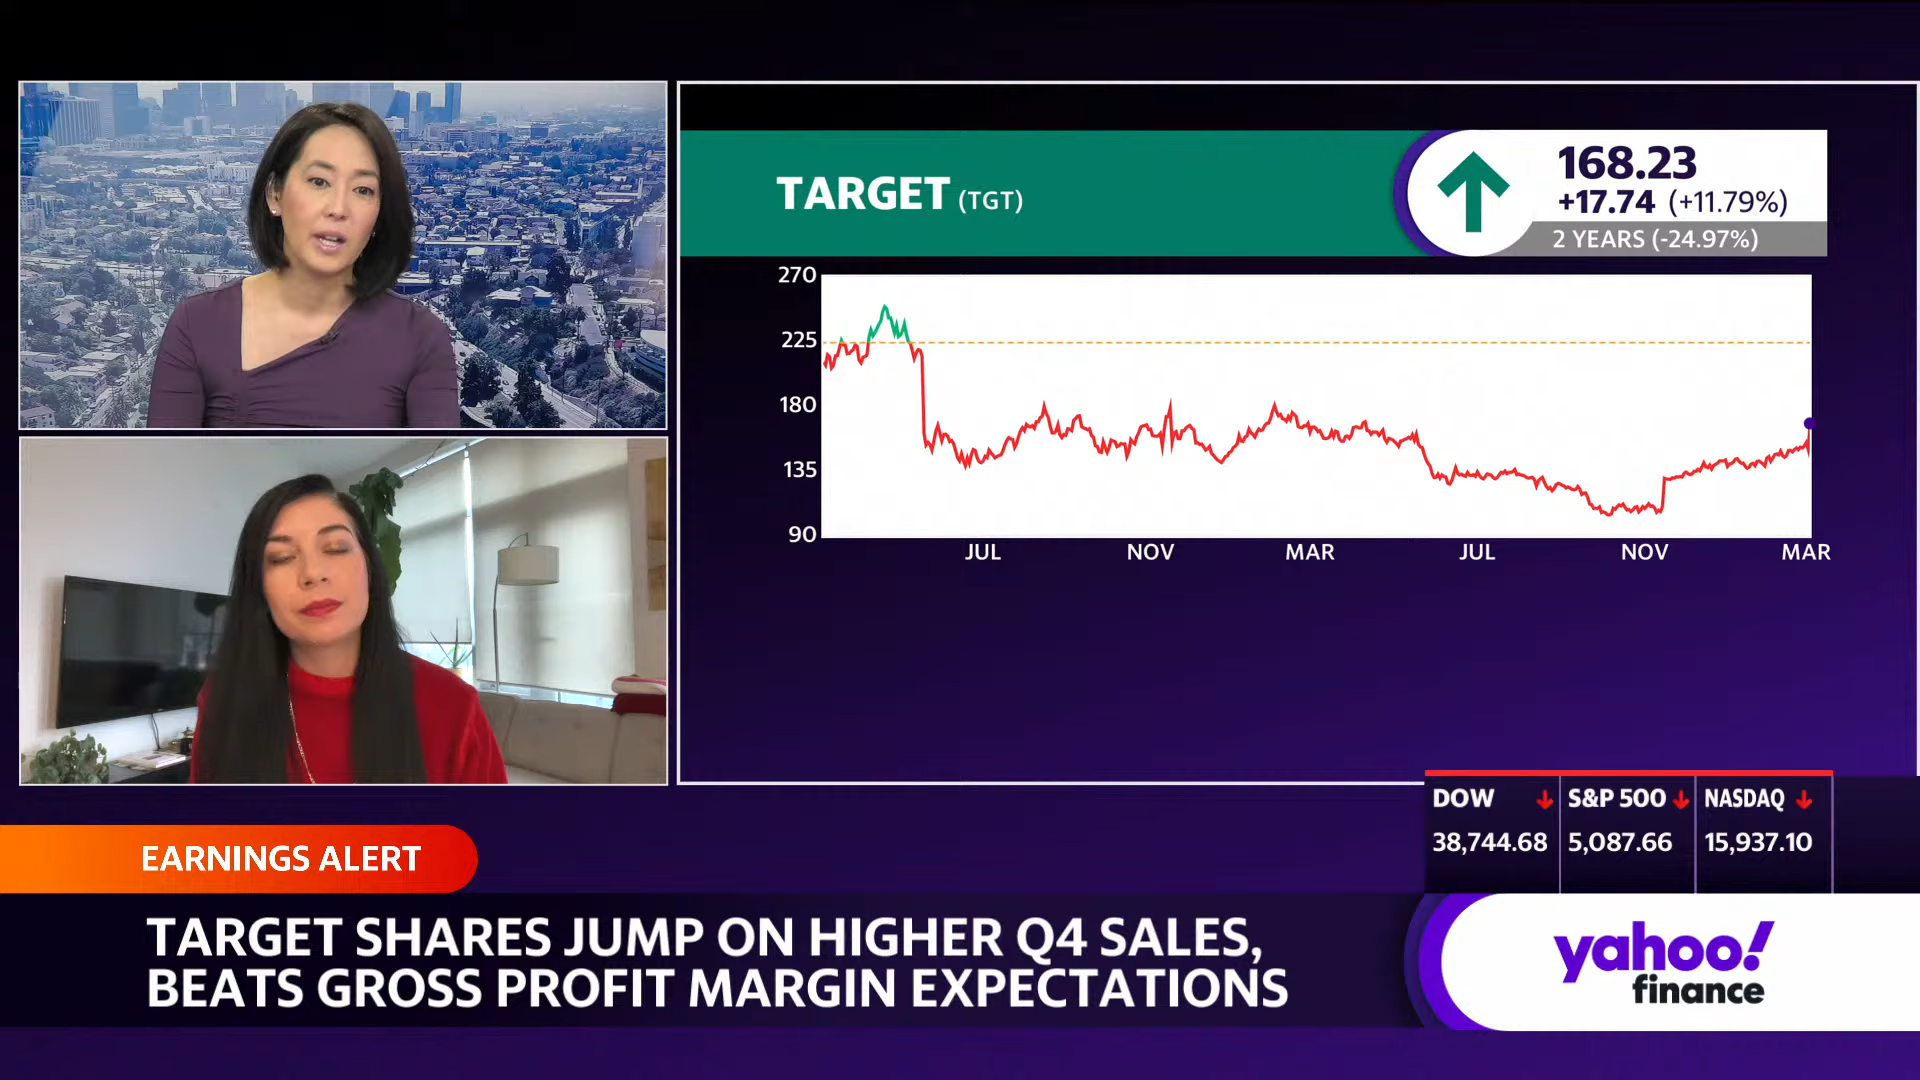 TARGET (TGT)
168.23
+17.74 (+11.79%)
2 YEARS (-24.97%)
270
225
180
135
90
JUL NOV MAR JUL NOV MAR
DOW S&P 500 NASDAQ
38,744.68 5,087.66 15,937.10
EARNINGS ALERT
TARGET SHARES JUMP ON HIGHER Q4 SALES,
BEATS GROSS PROFIT MARGIN EXPECTATIONS
yahoo!
finance